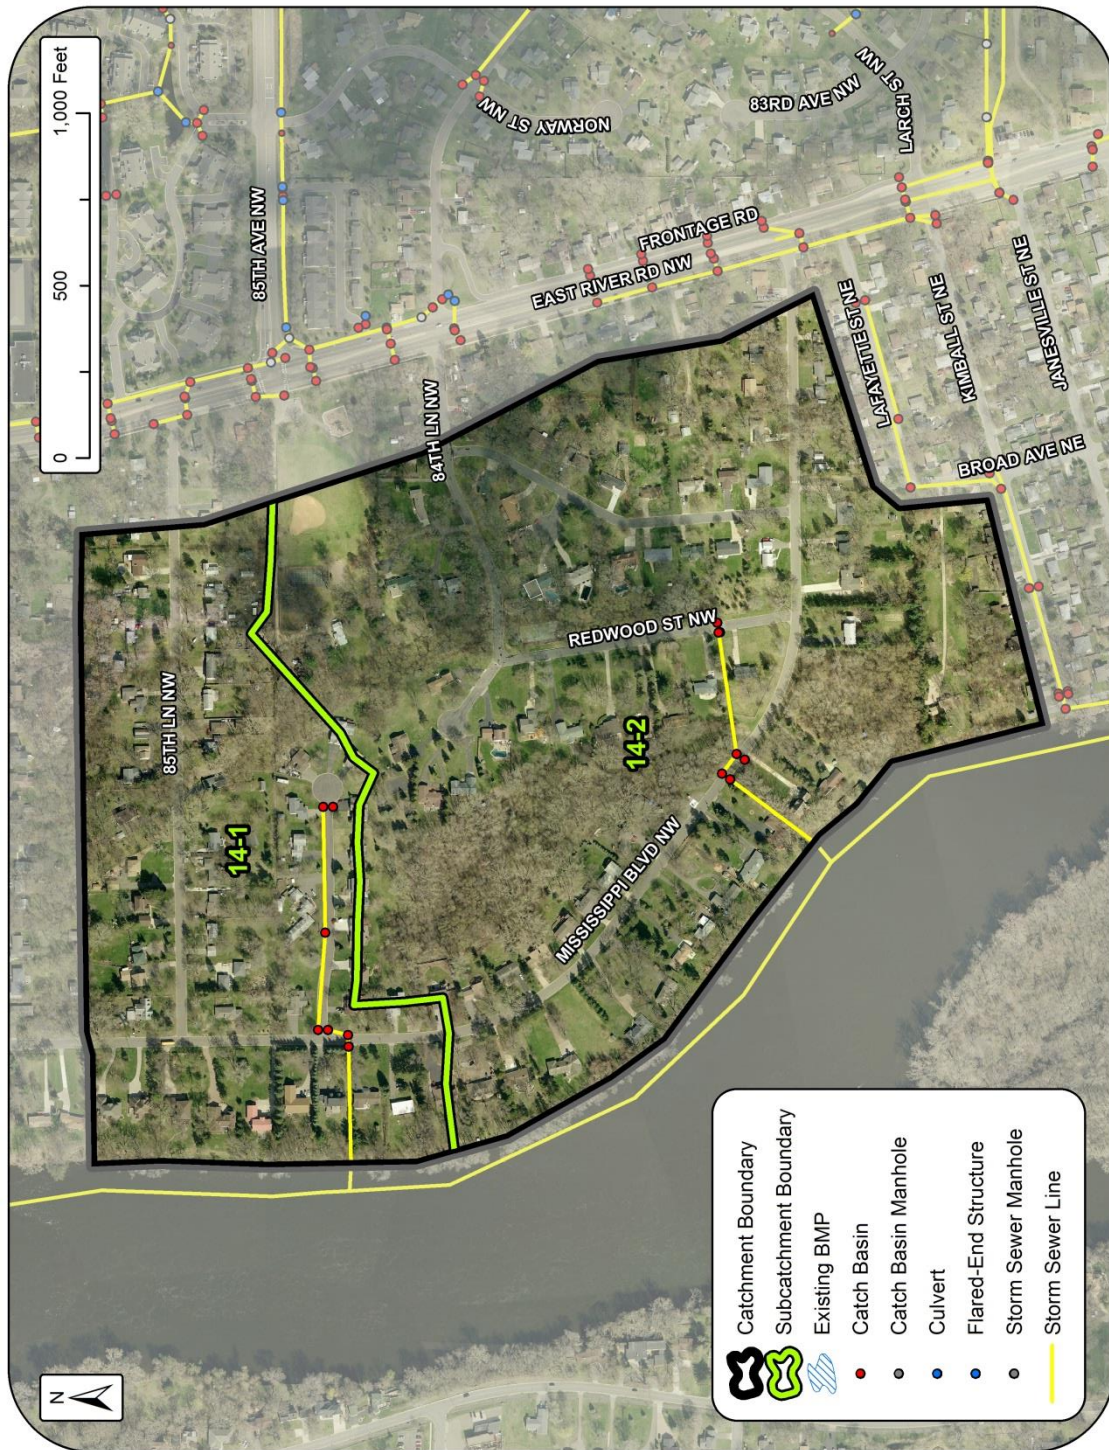 N
0 500 1,000 Feet
85TH AVE NW
NORWAY ST NW
83RD AVE NW
LARCH ST NW
FRONTAGE RD
EAST RIVER RD NW
84TH LN NW
LAFAYETTE ST NE
KIMBALL ST NE
JANESVILLE ST NE
BROAD AVE NE
85TH LN NW
REDWOOD ST NW
14-1
14-2
MISSISSIPPI BLVD NW
Catchment Boundary
Subcatchment Boundary
Existing BMP
Catch Basin
Catch Basin Manhole
Culvert
Flared-End Structure
Storm Sewer Manhole
Storm Sewer Line